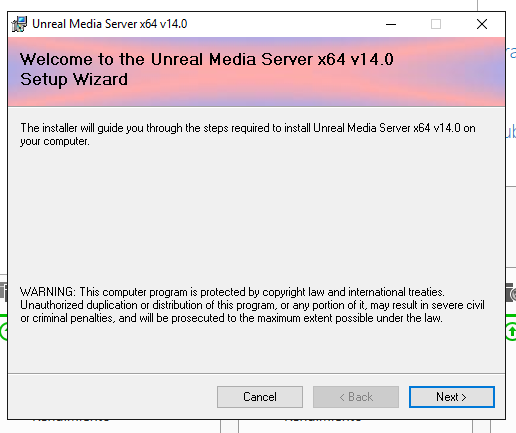 Unreal Media Server x64 v14.0
Welcome to the Unreal Media Server x64 v14.0
Setup Wizard
The installer will guide you through the steps required to install Unreal Media Server x64 v14.0 on
your computer.
WARNING: This computer program is protected by copyright law and international treaties.
Unauthorized duplication or distribution of this program, or any portion of it, may result in severe civil
or criminal penalties, and will be prosecuted to the maximum extent possible under the law.
Cancel
< Back
Next >